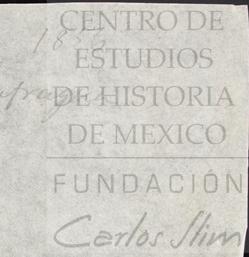 CENTRO DE
ESTUDIOS
DE HISTORIA
DE MEXICO
FUNDACIÓN
Carlos Slim